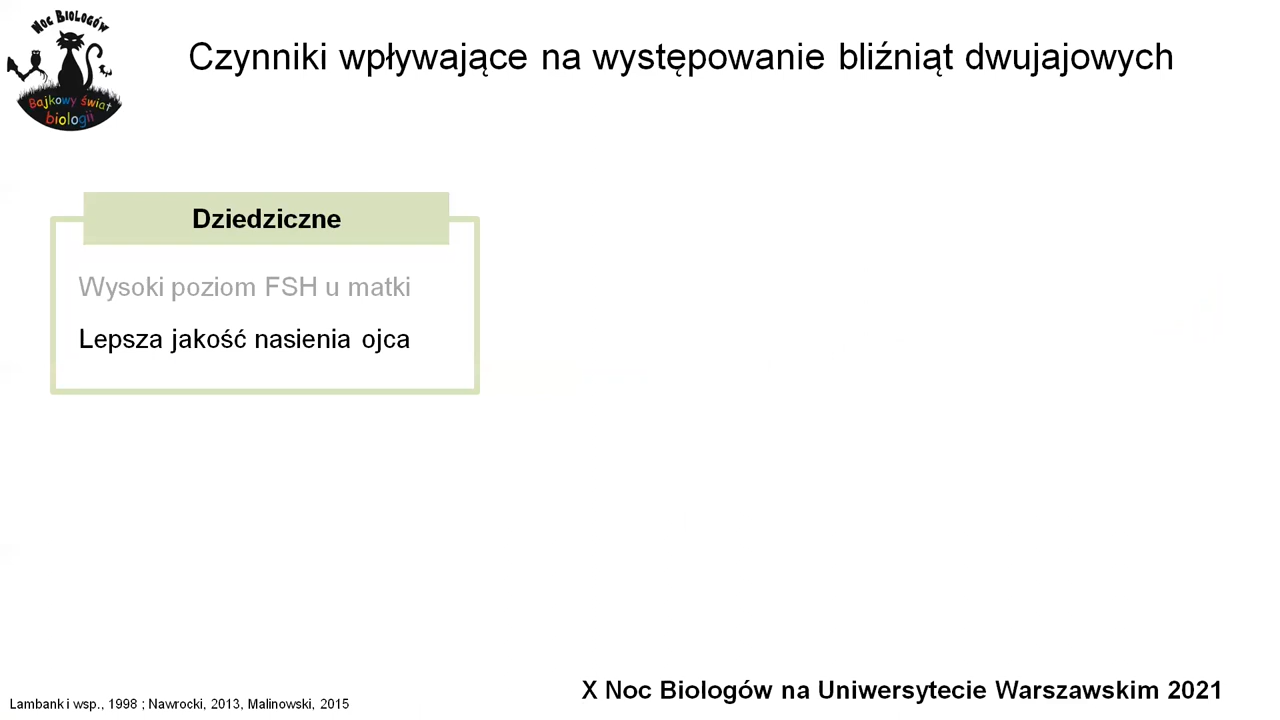 Noc Biologów
Bajkowy świat
biologii
Czynniki wpływające na występowanie bliźniąt dwujajowych
Dziedziczne
Wysoki poziom FSH u matki
Lepsza jakość nasienia ojca
X Noc Biologów na Uniwersytecie Warszawskim 2021
Lambank i wsp., 1998 ; Nawrocki, 2013, Malinowski, 2015